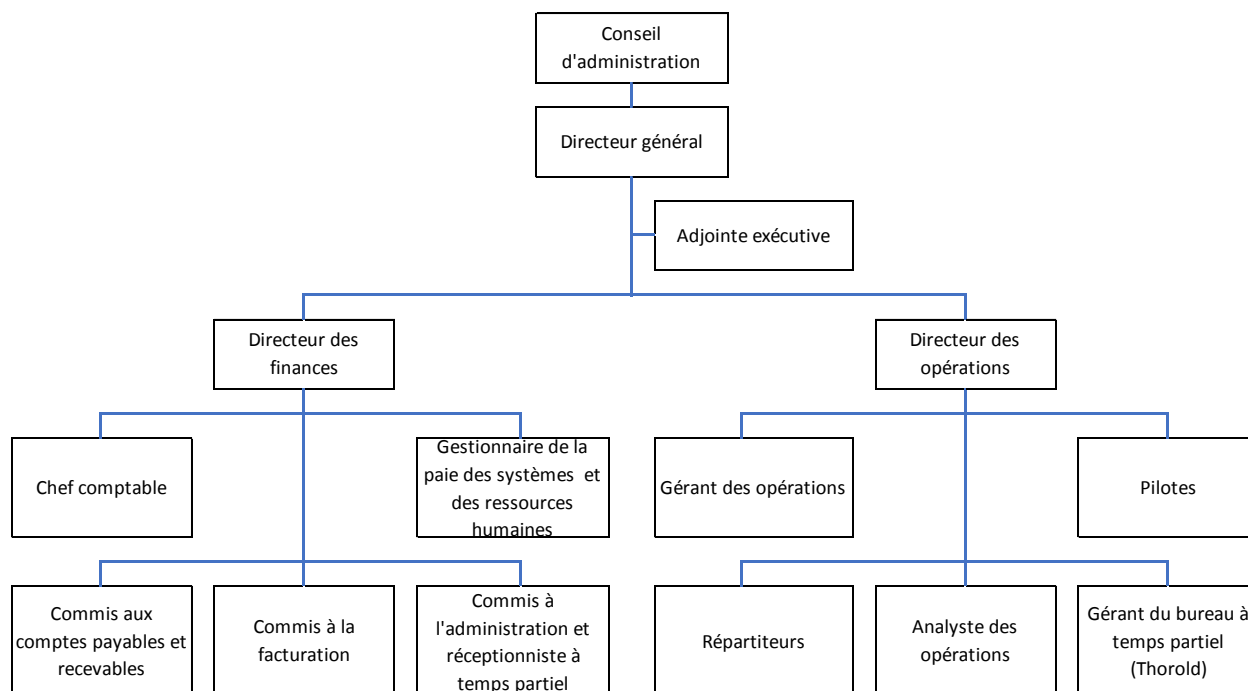 Conseil
d'administration
Directeur général
Adjointe exécutive
Directeur des
finances
Directeur des
opérations
Chef comptable
Gestionnaire de la
paie des systèmes et
des ressources
humaines
Gérant des opérations
Pilotes
Commis aux
comptes payables et
recevables
Commis à la
facturation
Commis à
l'administration et
réceptionniste à
temps partiel
Répartiteurs
Analyste des
opérations
Gérant du bureau à
temps partiel
(Thorold)